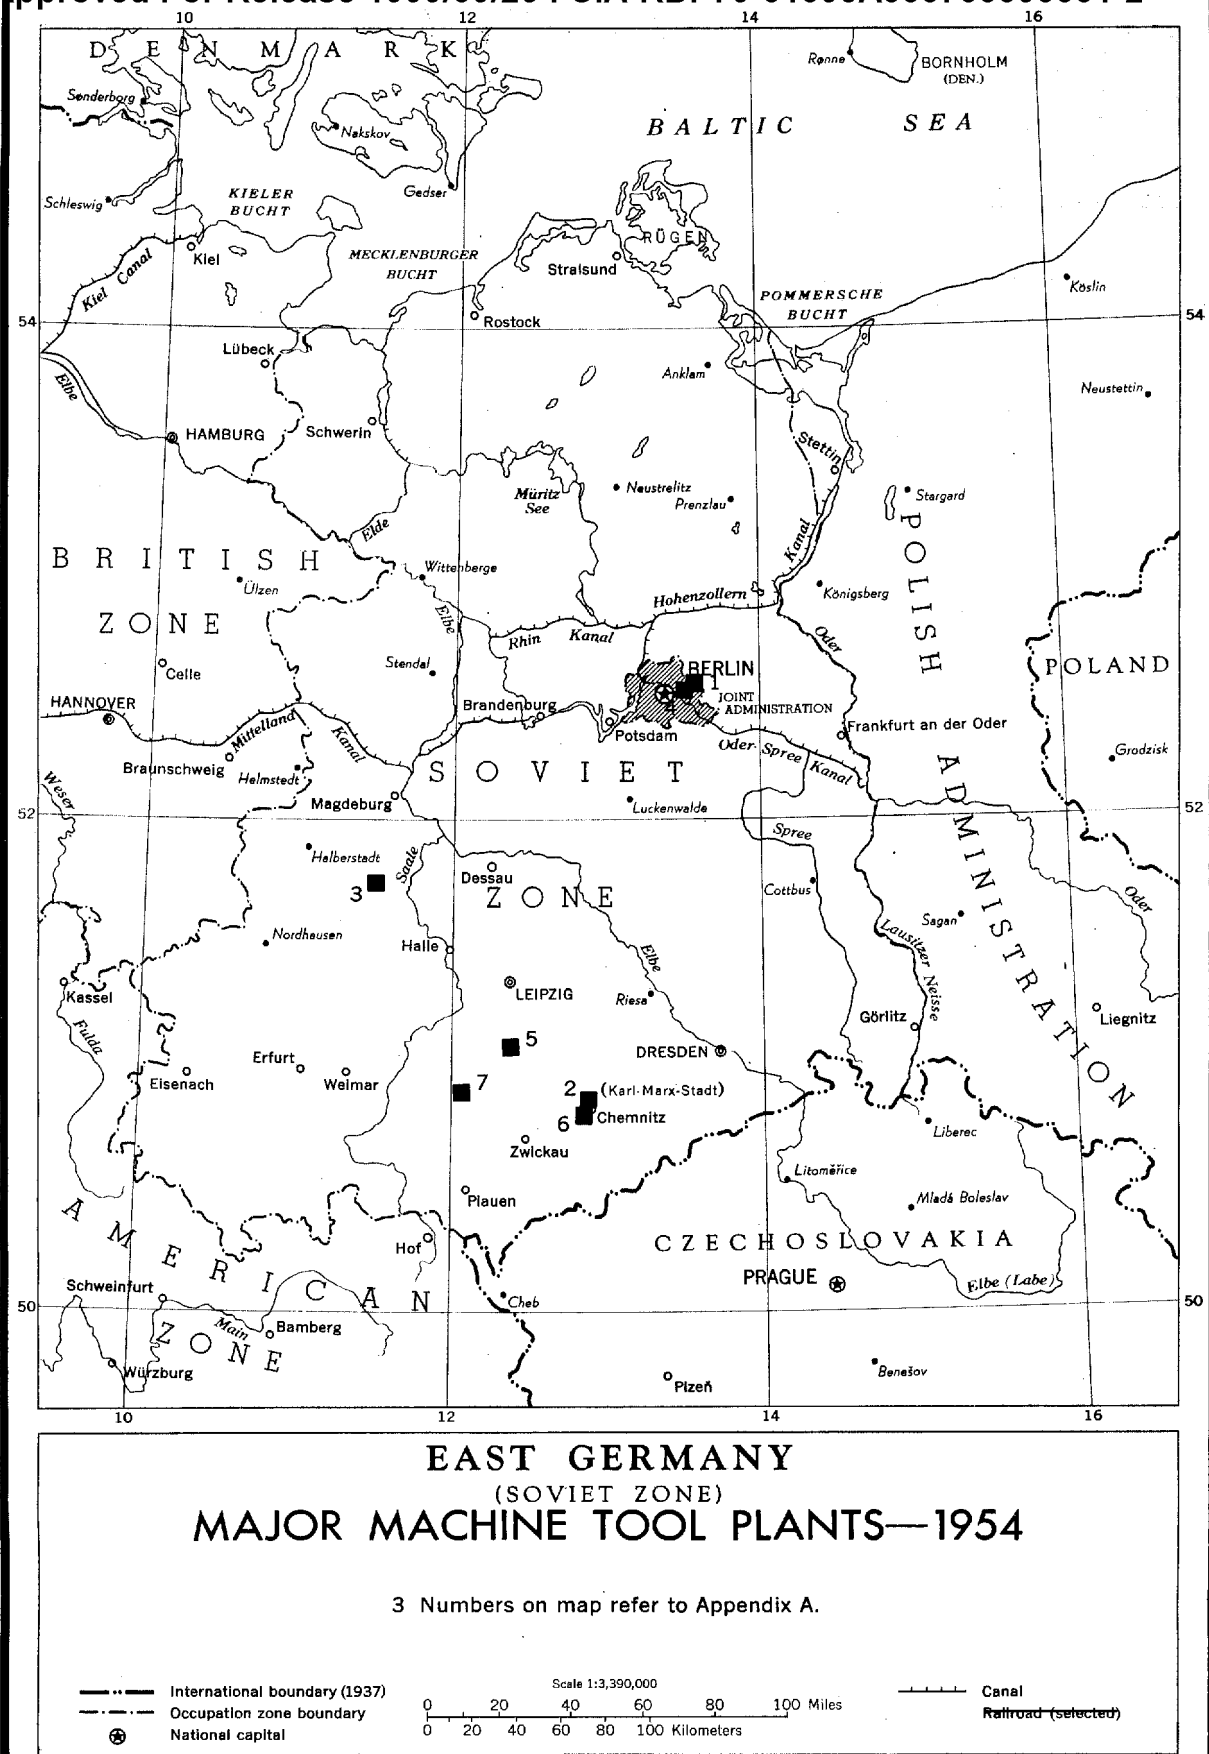 10
12
14
16
DENMARK
Rønne
BORNHOLM
(DEN.)
Sønderborg
Nakskov
BALTIC SEA
Schleswig
KIELER
BUCHT
Gedser
Kiel
Kiel Canal
MECKLENBURGER
BUCHT
RÜGEN
Stralsund
POMMERSCHE
BUCHT
Köslin
54
Rostock
54
Lübeck
Elbe
Anklam
Neustettin
HAMBURG
Schwerin
Stettin
Müritz
See
Neustrelitz
Prenzlau
Stargard
Elde
Kanal
BRITISH
ZONE
Ülzen
Wittenberge
Elbe
Hohenzollern
Königsberg
POLISH ADMINISTRATION
Rhin Kanal
Oder
Celle
Stendal
BERLIN
1
4
JOINT
ADMINISTRATION
POLAND
HANNOVER
Brandenburg
Potsdam
Frankfurt an der Oder
Mittelland Kanal
Oder-Spree Kanal
Grodzisk
Braunschweig
Helmstedt
SOVIET
Weser
Magdeburg
Luckenwalde
52
52
Spree
Halberstadt
Saale
3
Dessau
ZONE
Cottbus
Oder
Sagan
Nordhausen
Halle
Elbe
Lausitzer Neisse
Kassel
LEIPZIG
Riesa
Görlitz
Liegnitz
Fulda
5
DRESDEN
Erfurt
Eisenach
Weimar
7
2
(Karl-Marx-Stadt)
6
Chemnitz
Liberec
Zwickau
Litoměřice
Plauen
Mladá Boleslav
AMERICAN
ZONE
Hof
CZECHOSLOVAKIA
PRAGUE
Schweinfurt
Elbe (Labe)
50
Cheb
50
Main
Bamberg
Würzburg
Plzeň
Benešov
10
12
14
16
EAST GERMANY
(SOVIET ZONE)
MAJOR MACHINE TOOL PLANTS—1954
3 Numbers on map refer to Appendix A.
International boundary (1937)
Occupation zone boundary
National capital
Scale 1:3,390,000
0 20 40 60 80 100 Miles
0 20 40 60 80 100 Kilometers
Canal
Railroad (selected)